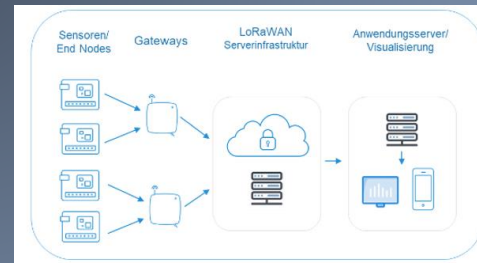 Sensoren/
End Nodes
Gateways
LoRaWAN
Serverinfrastruktur
Anwendungsserver/
Visualisierung